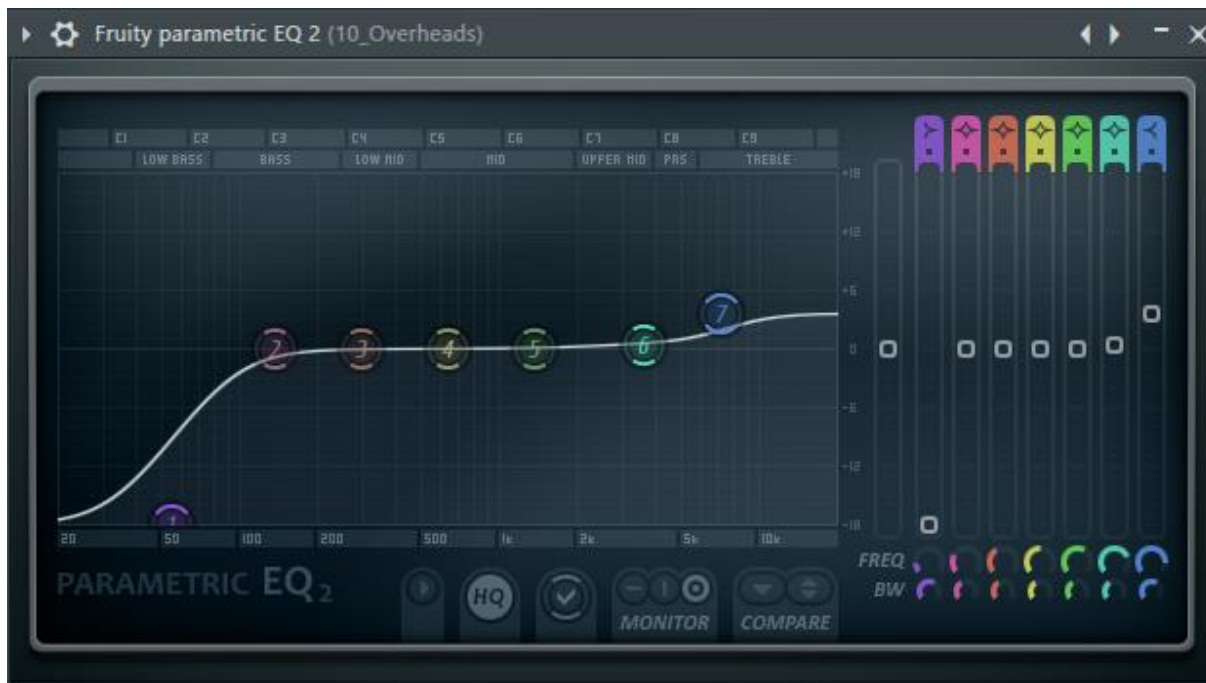 Fruity parametric EQ 2 (10_Overheads)
C1 C2 C3 C4 C5 C6 C7 C8 C9
LOW BASS BASS LOW MID MID UPPER MID PRS TREBLE
+18
+12
+6
2 3 4 5 6 7
0
-6
-12
1
-18
20 50 100 200 500 1k 2k 5k 10k
FREQ
BW
PARAMETRIC EQ 2
HQ
MONITOR COMPARE